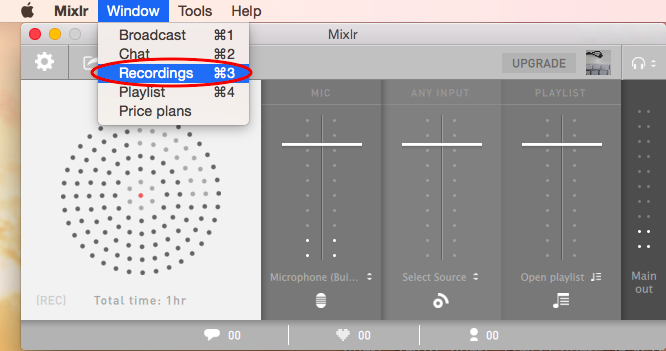 Mixlr Window Tools Help
Broadcast ⌘1
Chat ⌘2
Recordings ⌘3
Playlist ⌘4
Price plans
Mixlr
UPGRADE
MIC
ANY INPUT
PLAYLIST
Microphone (Bui...
Select Source
Open playlist
Main
out
[REC] Total time: 1hr
00 00 00